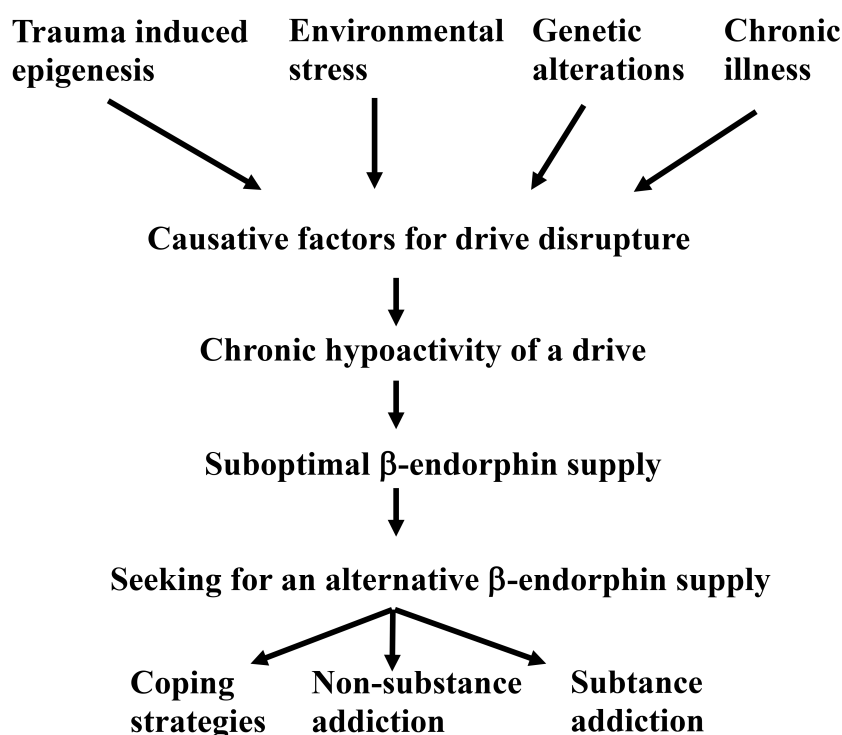 Trauma induced
epigenesis
Environmental
stress
Genetic
alterations
Chronic
illness
Causative factors for drive disrupture
Chronic hypoactivity of a drive
Suboptimal β-endorphin supply
Seeking for an alternative β-endorphin supply
Coping
strategies
Non-substance
addiction
Subtance
addiction